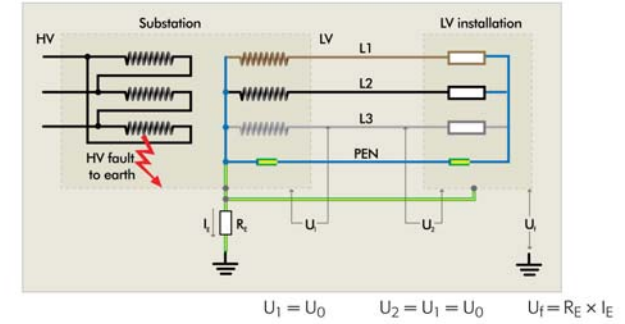 Substation LV installation
HV LV
L1
L2
L3
PEN
HV fault
to earth
IE RE U1 U2 Uf
U1 = U0 U2 = U1 = U0 Uf = RE × IE